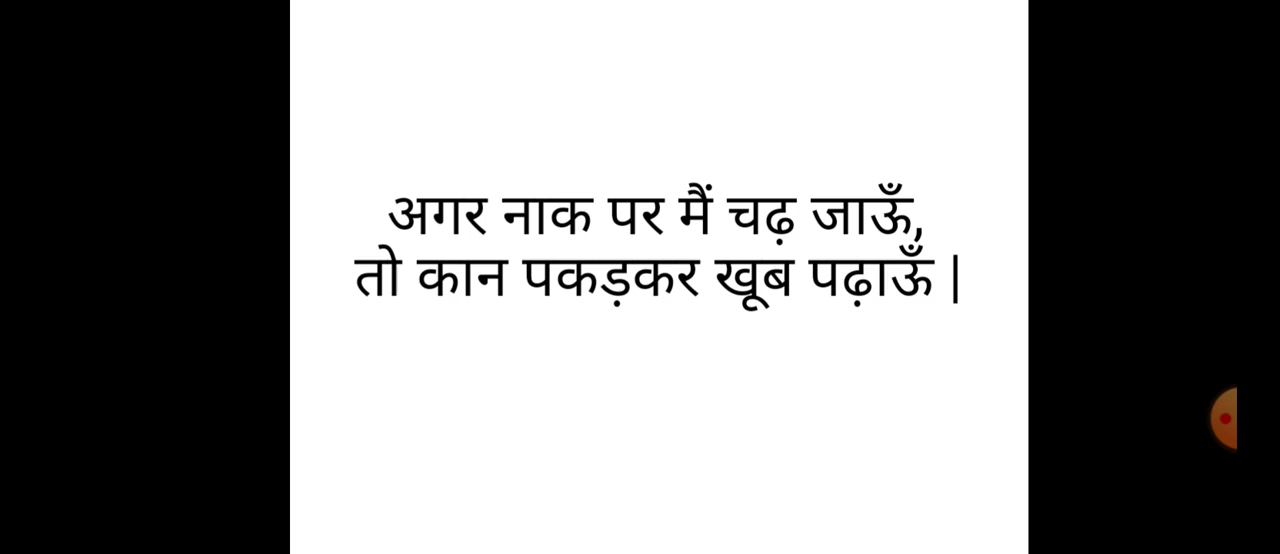 अगर नाक पर मैं चढ़ जाऊँ,
तो कान पकड़कर खूब पढ़ाऊँ |